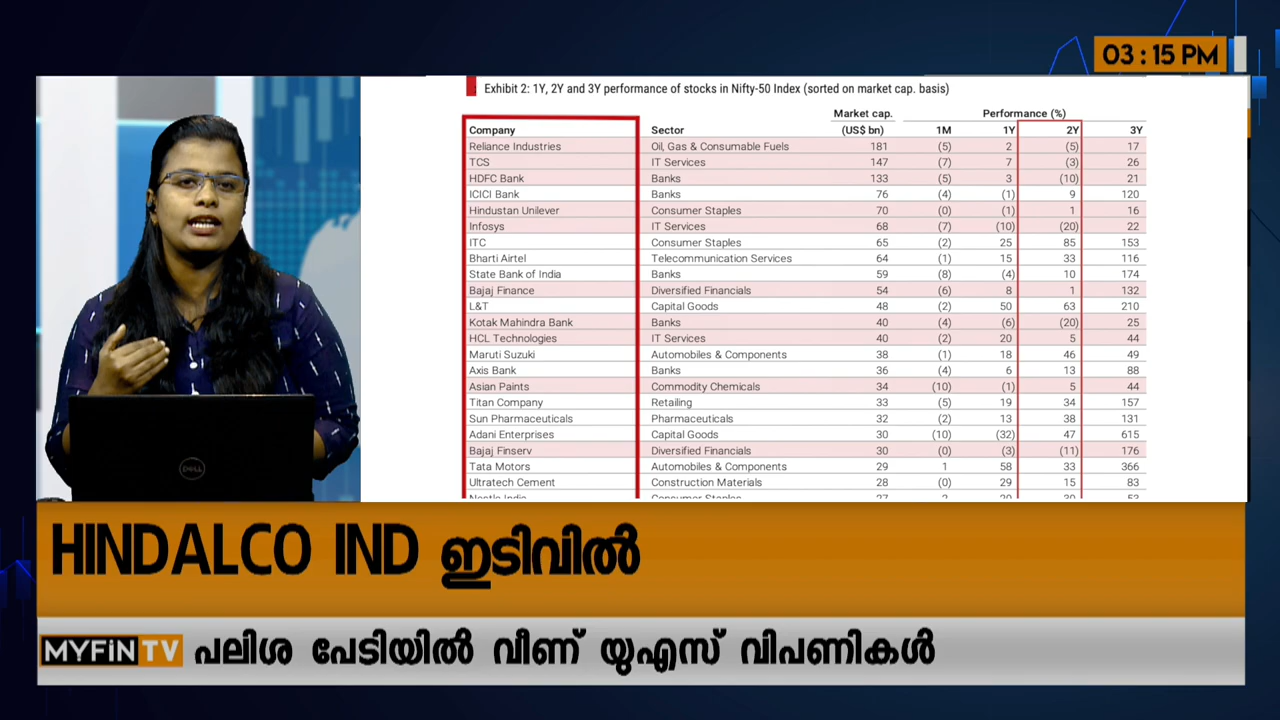 03 : 15 PM
Exhibit 2: 1Y, 2Y and 3Y performance of stocks in Nifty-50 Index (sorted on market cap. basis)
Market cap. Performance (%)
Company Sector (US$ bn) 1M 1Y 2Y 3Y
Reliance Industries Oil, Gas & Consumable Fuels 181 (5) 2 (5) 17
TCS IT Services 147 (7) 7 (3) 26
HDFC Bank Banks 133 (5) 3 (10) 21
ICICI Bank Banks 76 (4) (1) 9 120
Hindustan Unilever Consumer Staples 70 (0) (1) 1 16
Infosys IT Services 68 (7) (10) (20) 22
ITC Consumer Staples 65 (2) 25 85 153
Bharti Airtel Telecommunication Services 64 (1) 15 33 116
State Bank of India Banks 59 (8) (4) 10 174
Bajaj Finance Diversified Financials 54 (6) 8 1 132
L&T Capital Goods 48 (2) 50 63 210
Kotak Mahindra Bank Banks 40 (4) (6) (20) 25
HCL Technologies IT Services 40 (2) 20 5 44
Maruti Suzuki Automobiles & Components 38 (1) 18 46 49
Axis Bank Banks 36 (4) 6 13 88
Asian Paints Commodity Chemicals 34 (10) (1) 5 44
Titan Company Retailing 33 (5) 19 34 157
Sun Pharmaceuticals Pharmaceuticals 32 (2) 13 38 131
Adani Enterprises Capital Goods 30 (10) (32) 47 615
Bajaj Finserv Diversified Financials 30 (0) (3) (11) 176
Tata Motors Automobiles & Components 29 1 58 33 366
Ultratech Cement Construction Materials 28 (0) 29 15 83
DELL
HINDALCO IND ഇടിവിൽ
MYFiN TV പലിശ പേടിയിൽ വീണ് യുഎസ് വിപണികൾ